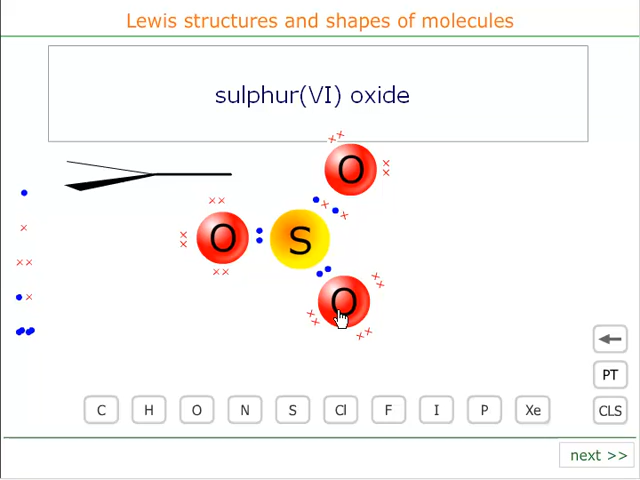 Lewis structures and shapes of molecules
sulphur(VI) oxide
O
O
S
O
PT
C H O N S Cl F I P Xe
CLS
next >>